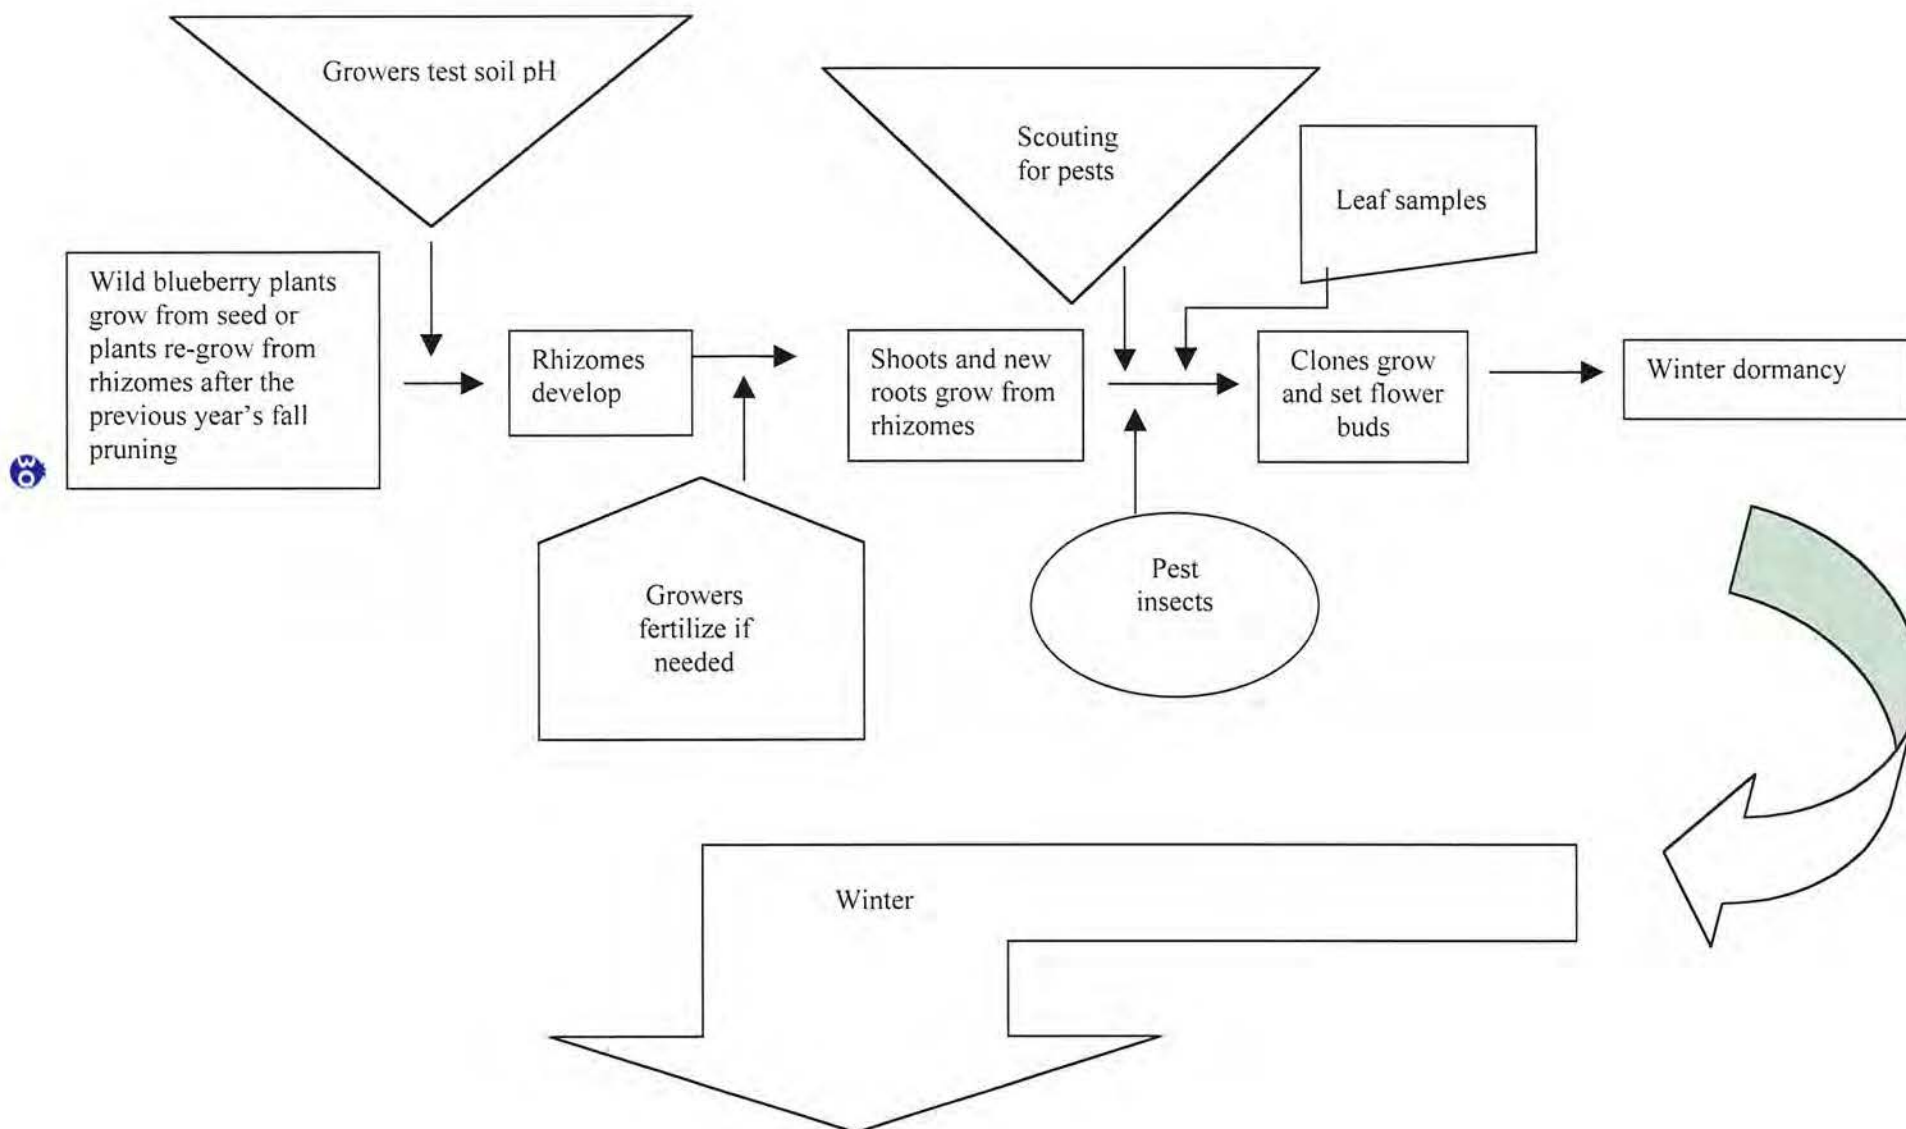 Growers test soil pH
Scouting
for pests
Leaf samples
Wild blueberry plants
grow from seed or
plants re-grow from
rhizomes after the
previous year's fall
pruning
Rhizomes
develop
Shoots and new
roots grow from
rhizomes
Clones grow
and set flower
buds
Winter dormancy
Growers
fertilize if
needed
Pest
insects
Winter